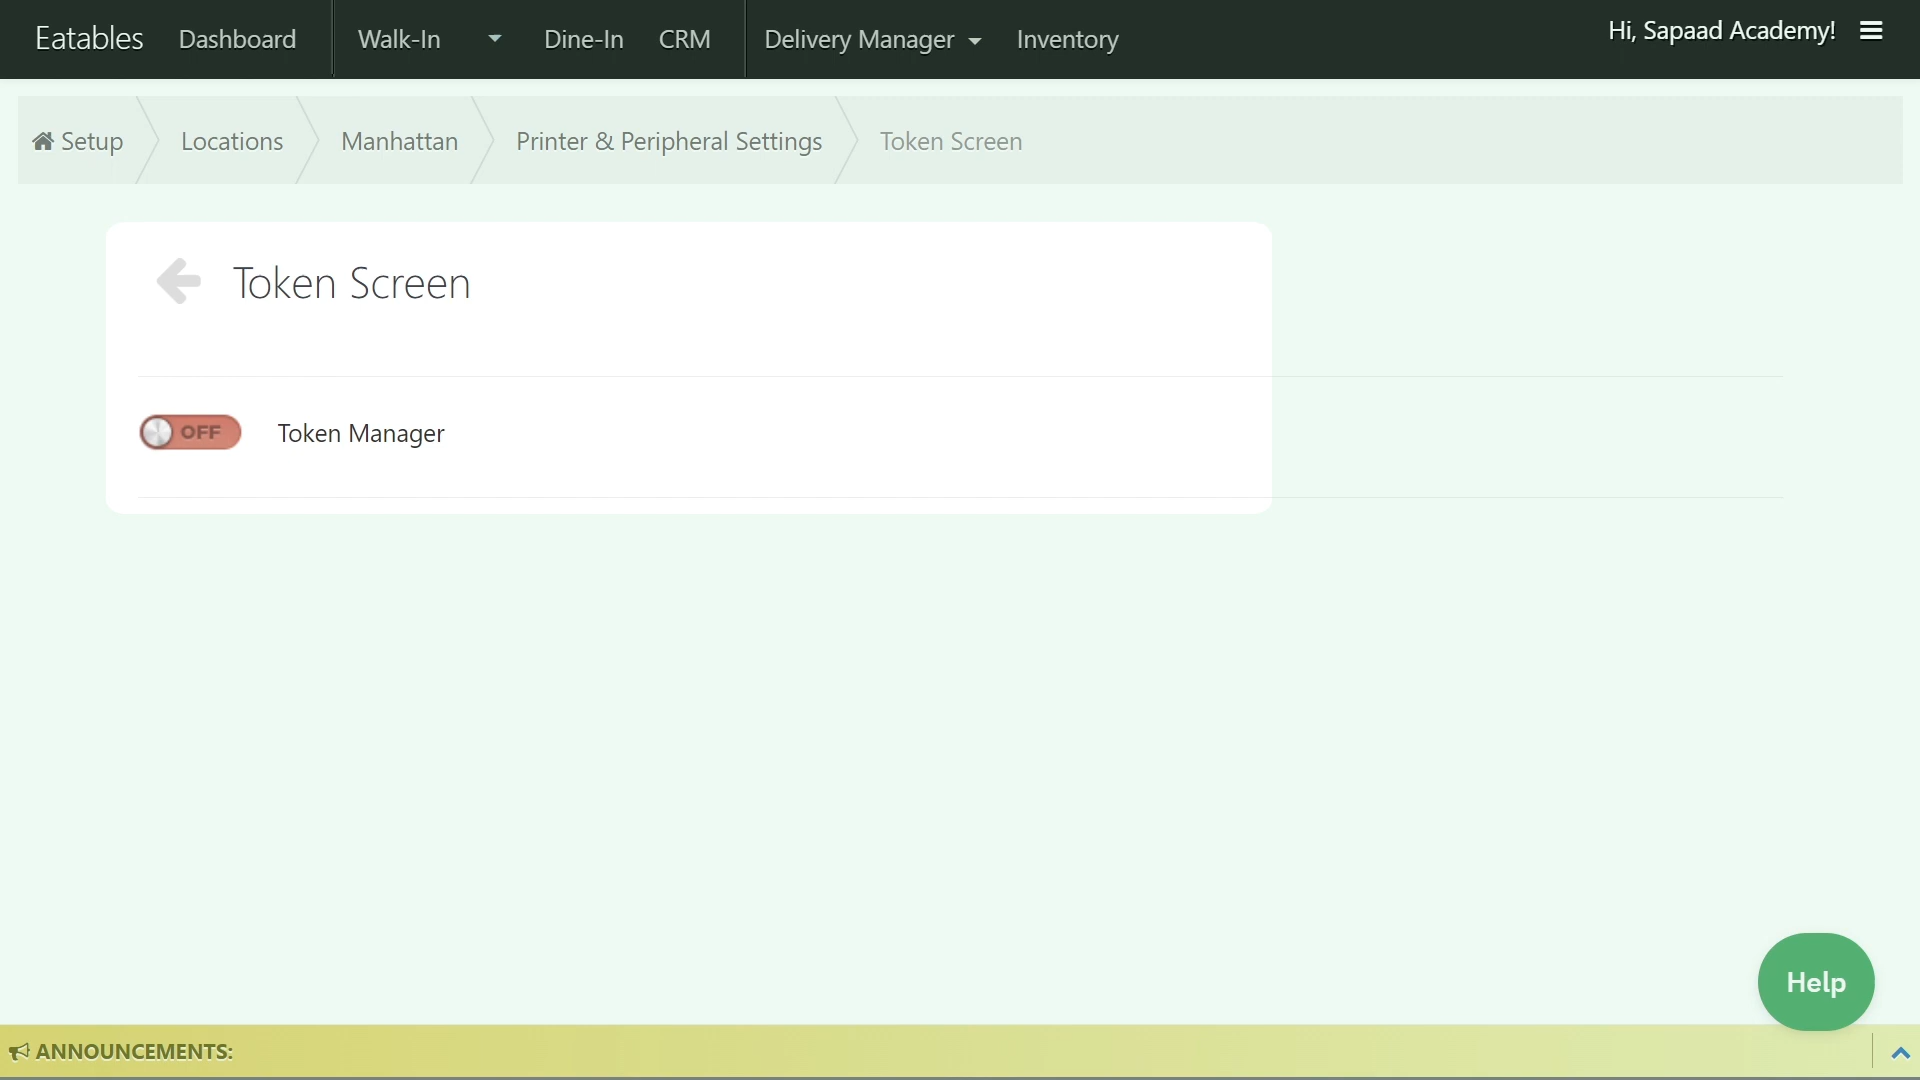 Eatables Dashboard Walk-In Dine-In CRM Delivery Manager Inventory Hi, Sapaad Academy!
Setup Locations Manhattan Printer & Peripheral Settings Token Screen
Token Screen
OFF Token Manager
Help
ANNOUNCEMENTS: